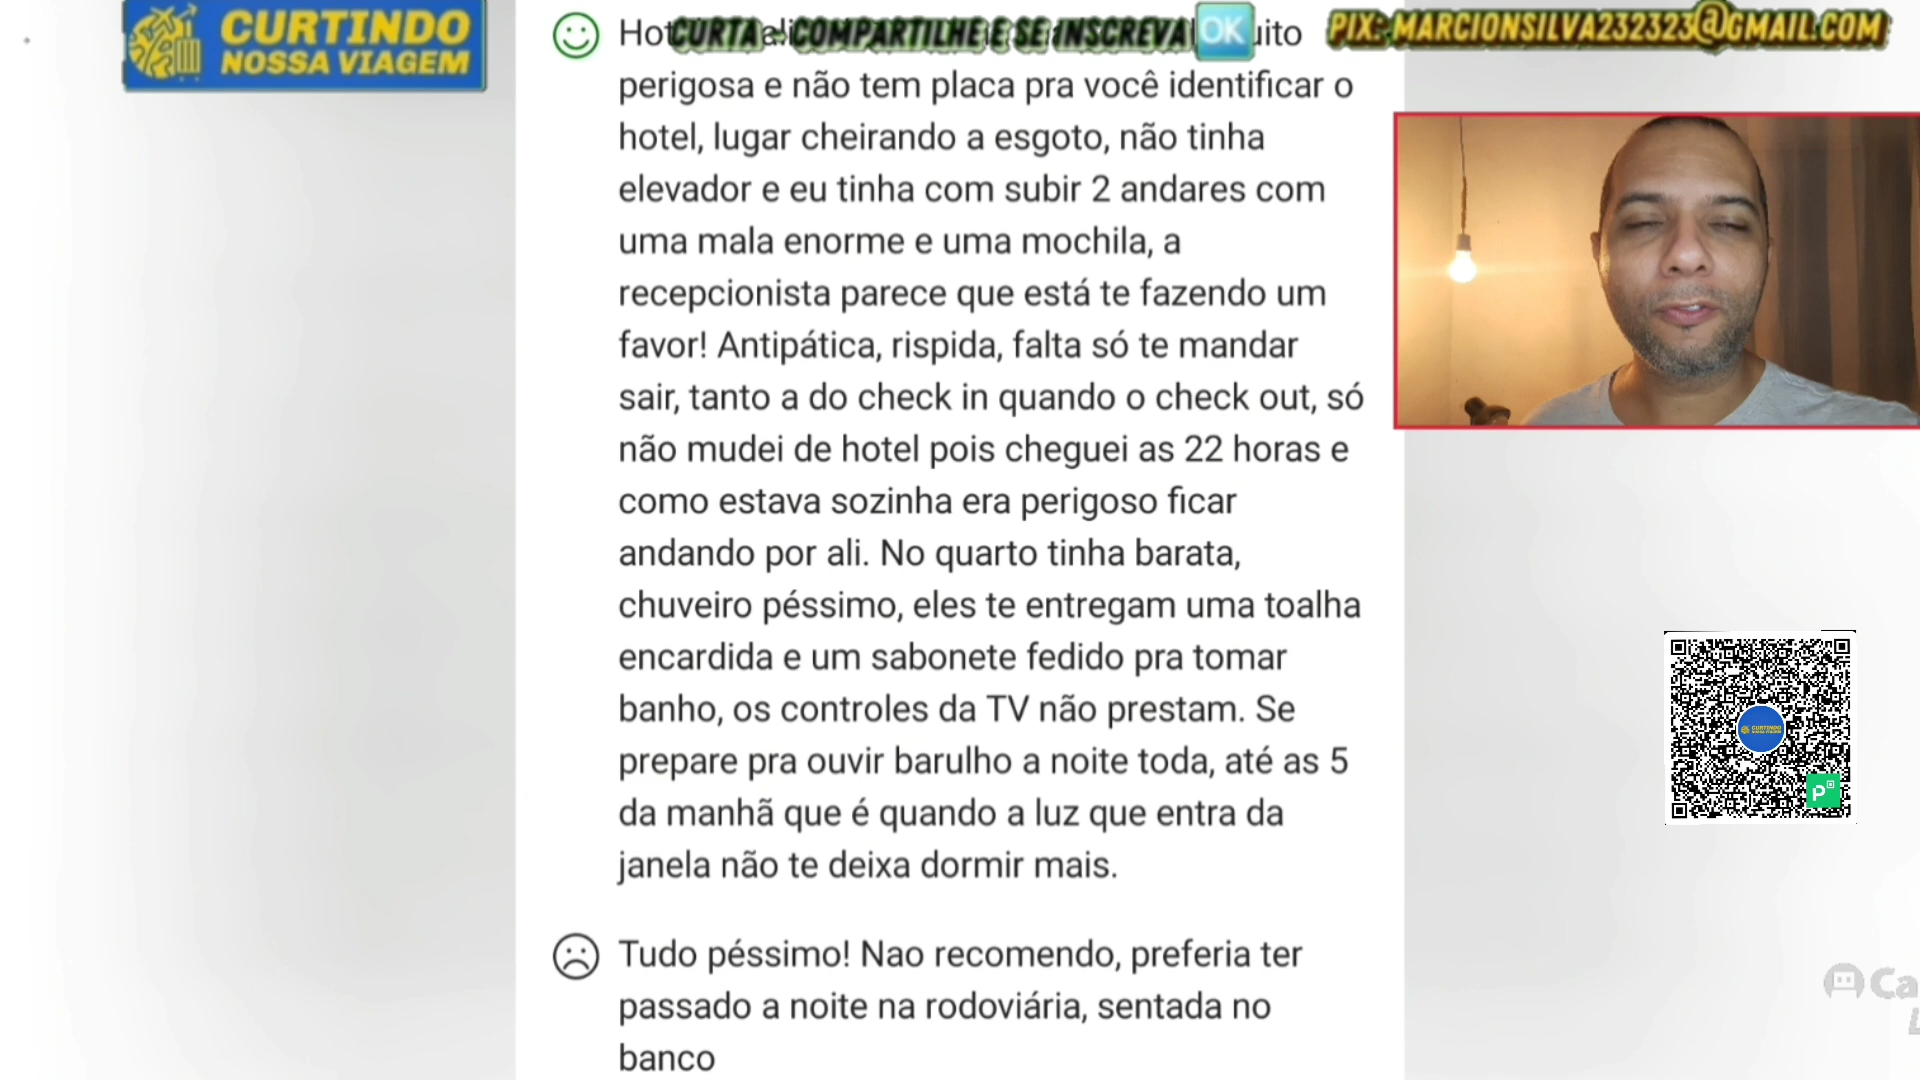 CURTINDO
NOSSA VIAGEM
CURTA - COMPARTILHE E SE INSCREVA OK
PIX: MARCIONSILVA232323@GMAIL.COM
perigosa e não tem placa pra você identificar o
hotel, lugar cheirando a esgoto, não tinha
elevador e eu tinha com subir 2 andares com
uma mala enorme e uma mochila, a
recepcionista parece que está te fazendo um
favor! Antipática, rispida, falta só te mandar
sair, tanto a do check in quando o check out, só
não mudei de hotel pois cheguei as 22 horas e
como estava sozinha era perigoso ficar
andando por ali. No quarto tinha barata,
chuveiro péssimo, eles te entregam uma toalha
encardida e um sabonete fedido pra tomar
banho, os controles da TV não prestam. Se
prepare pra ouvir barulho a noite toda, até as 5
da manhã que é quando a luz que entra da
janela não te deixa dormir mais.
Tudo péssimo! Nao recomendo, preferia ter
passado a noite na rodoviária, sentada no
banco
CURTINDO
NOSSA VIAGEM
P
Ca